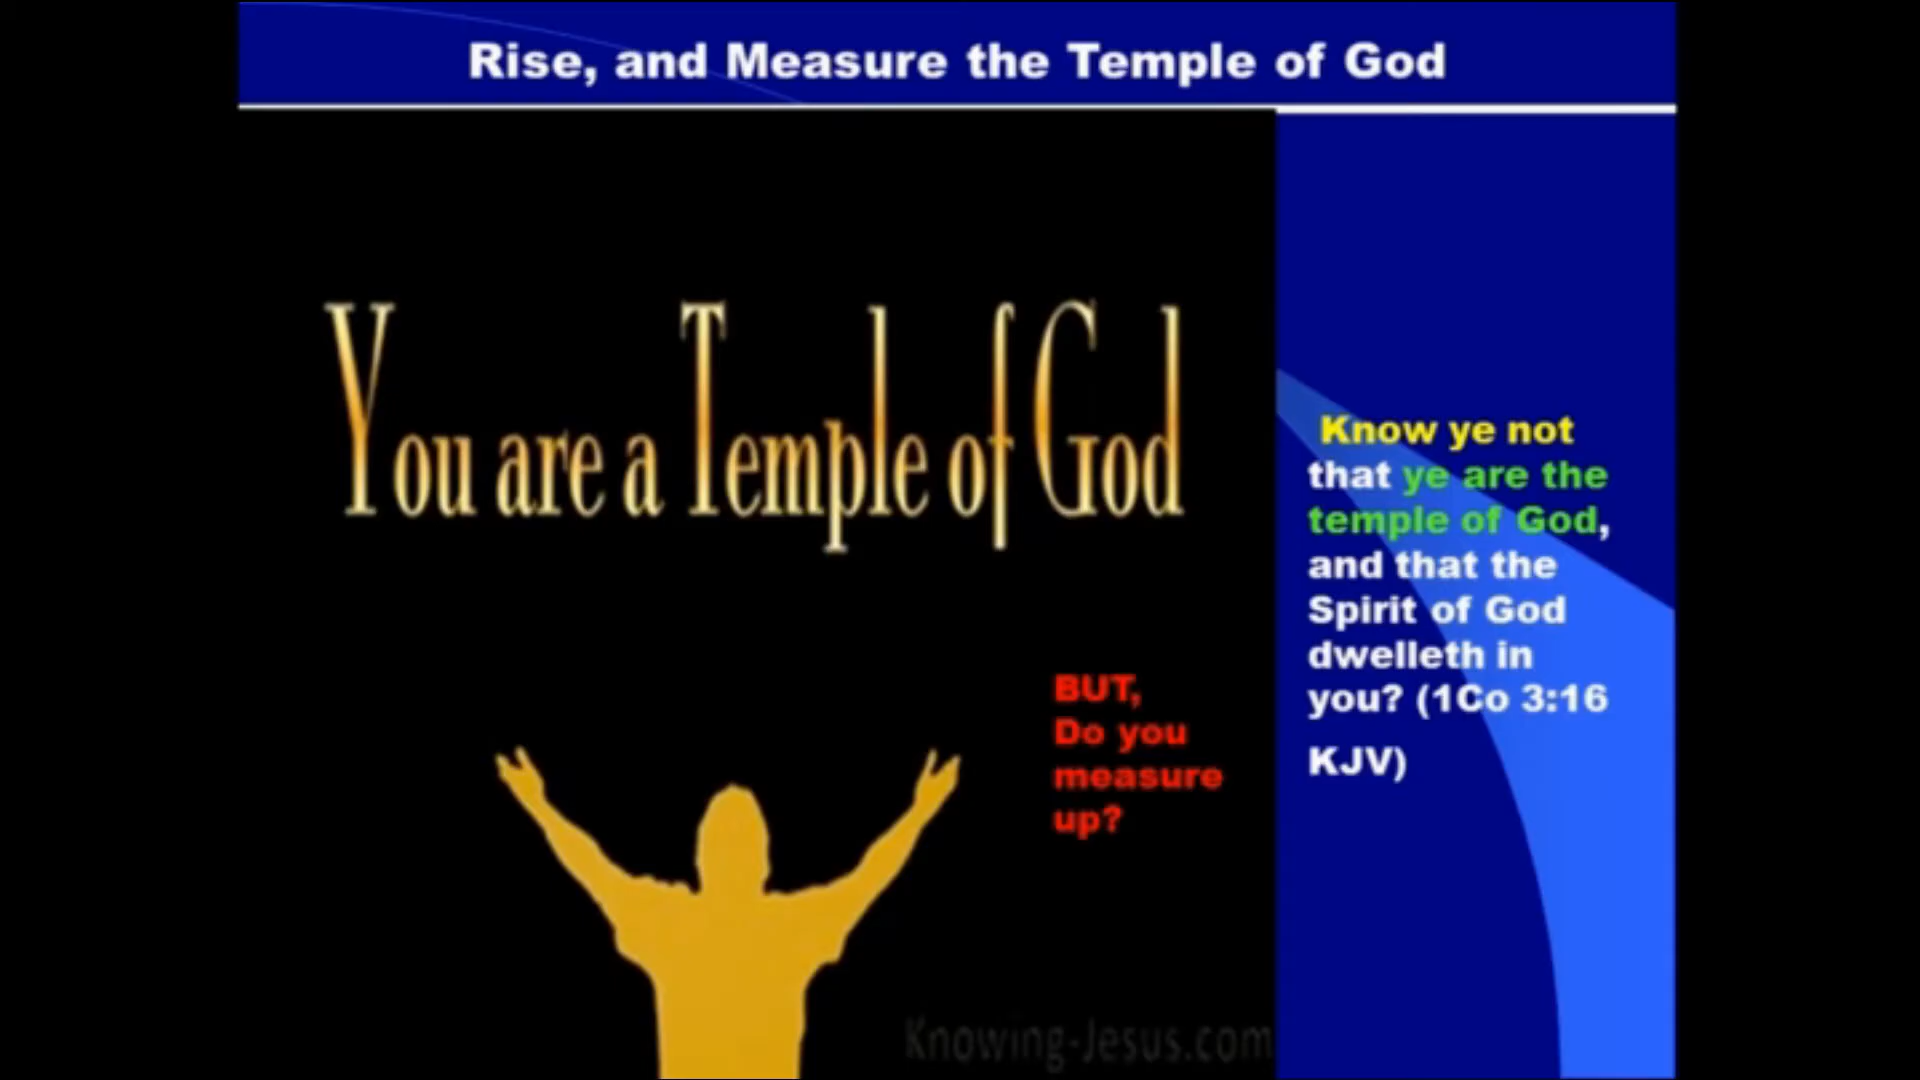 Rise, and Measure the Temple of God
You are a Temple of God
BUT,
Do you
measure
up?
Knowing-Jesus.com
Know ye not
that ye are the
temple of God,
and that the
Spirit of God
dwelleth in
you? (1Co 3:16
KJV)